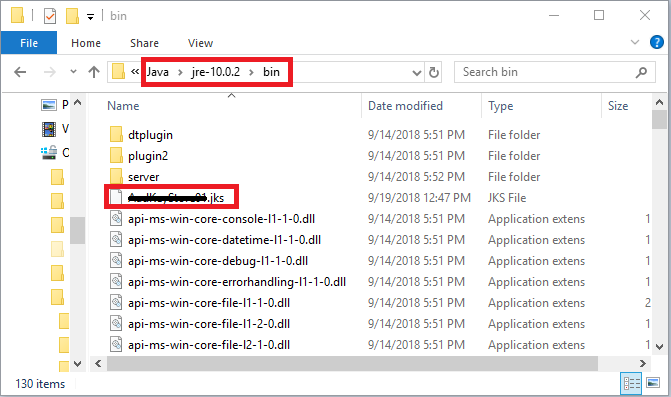 bin
File Home Share View
« Java > jre-10.0.2 > bin Search bin
Name Date modified Type
P dtplugin 9/14/2018 5:51 PM File folder
V plugin2 9/14/2018 5:51 PM File folder
O server 9/14/2018 5:52 PM File folder
.jks 9/19/2018 12:47 PM JKS File
api-ms-win-core-console-l1-1-0.dll 9/14/2018 5:51 PM Application extens 1
api-ms-win-core-datetime-l1-1-0.dll 9/14/2018 5:51 PM Application extens 1
api-ms-win-core-debug-l1-1-0.dll 9/14/2018 5:51 PM Application extens 1
api-ms-win-core-errorhandling-l1-1-0.dll 9/14/2018 5:51 PM Application extens 1
api-ms-win-core-file-l1-1-0.dll 9/14/2018 5:51 PM Application extens 2
api-ms-win-core-file-l1-2-0.dll 9/14/2018 5:51 PM Application extens 1
api-ms-win-core-file-l2-1-0.dll 9/14/2018 5:51 PM Application extens 1
130 items